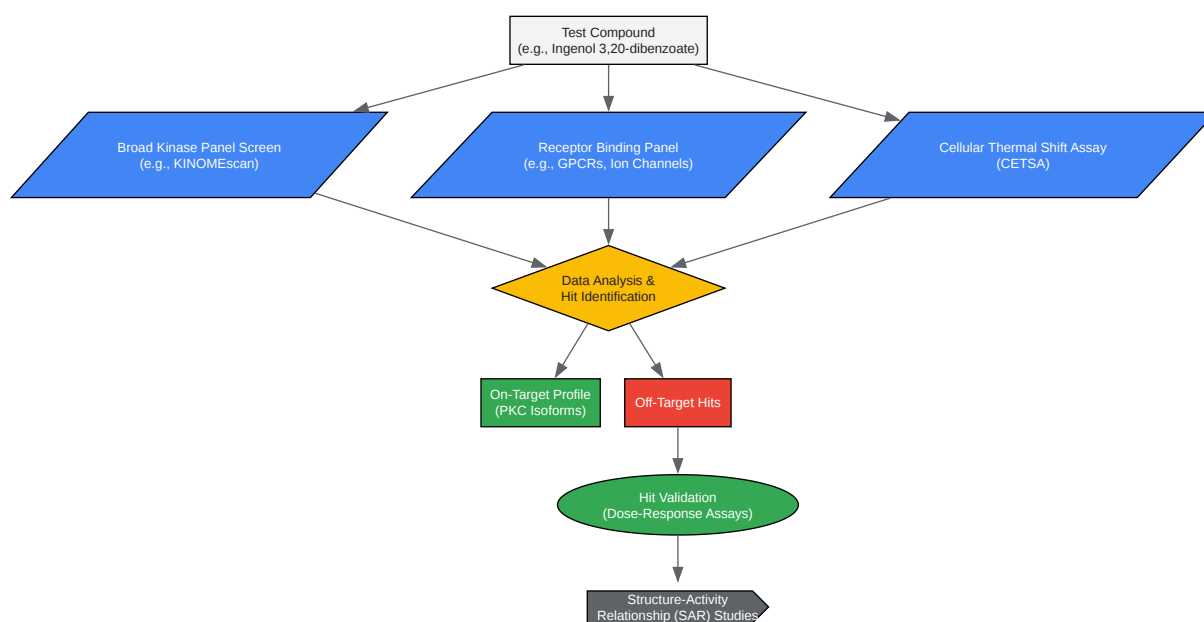 Test Compound
(e.g., Ingenol 3,20-dibenzoate)
Broad Kinase Panel Screen
(e.g., KINOMEscan)
Receptor Binding Panel
(e.g., GPCRs, Ion Channels)
Cellular Thermal Shift Assay
(CETSA)
Data Analysis &
Hit Identification
On-Target Profile
(PKC Isoforms)
Off-Target Hits
Hit Validation
(Dose-Response Assays)
Structure-Activity
Relationship (SAR) Studies